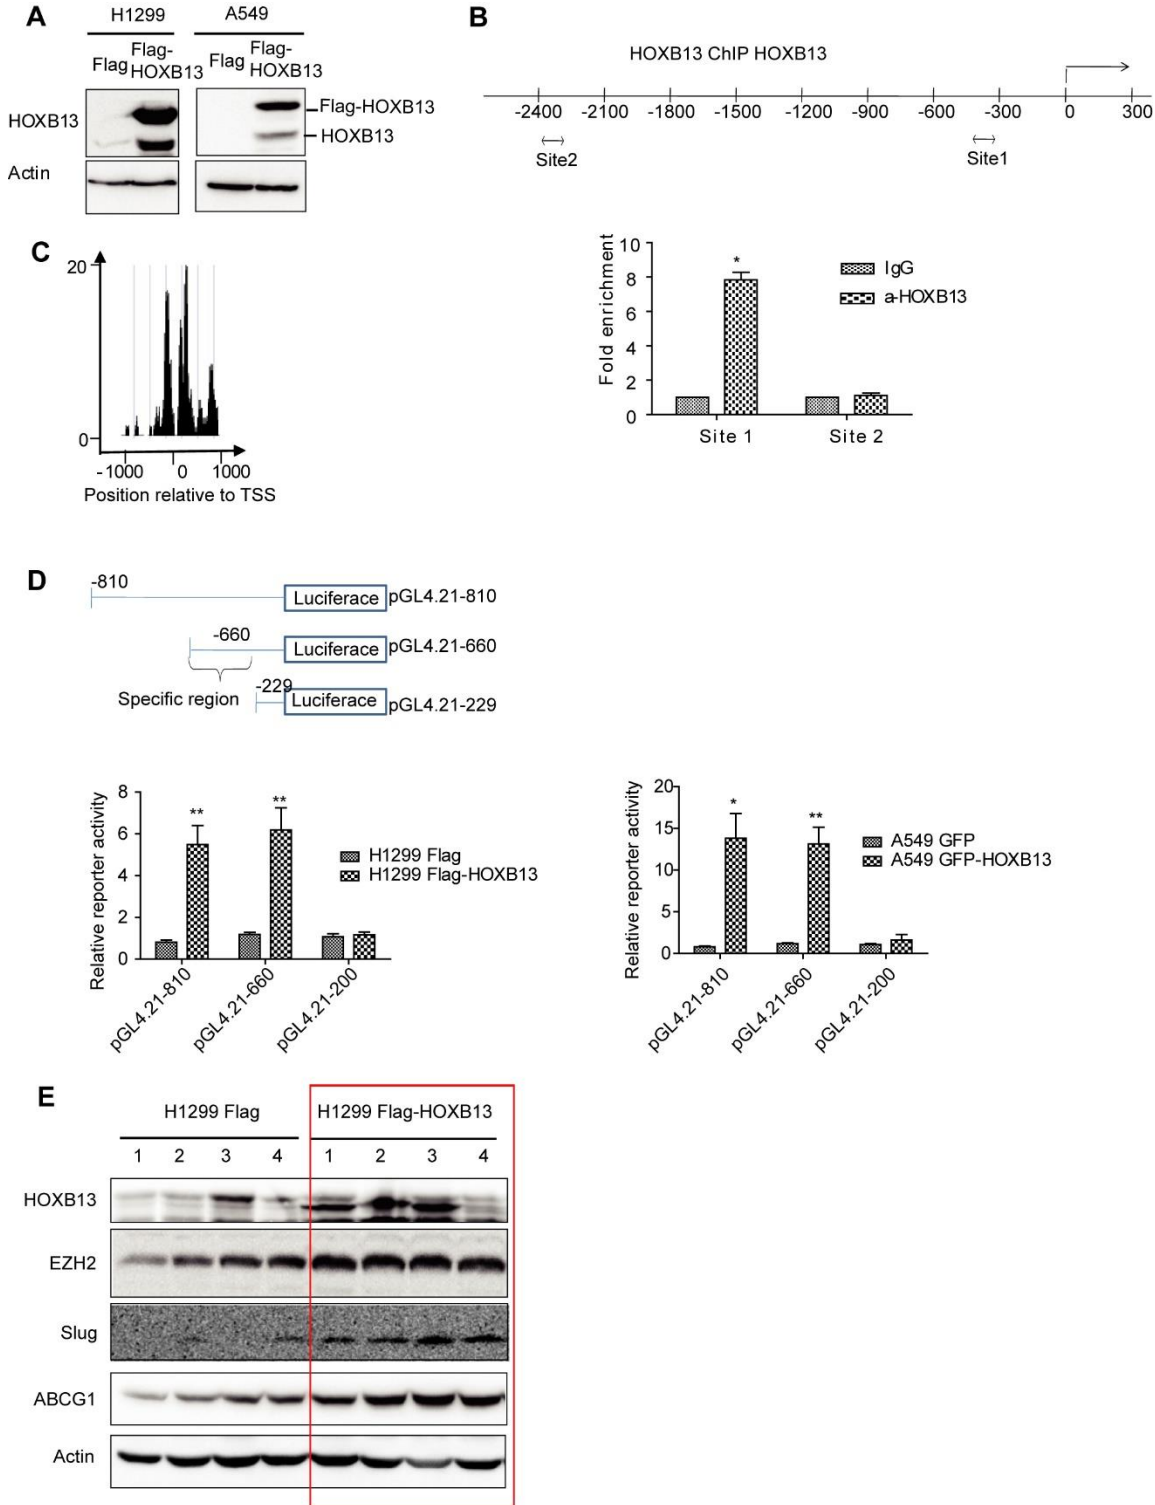 A
H1299
A549
Flag
Flag-
HOXB13
Flag
Flag-
HOXB13
HOXB13
Flag-HOXB13
HOXB13
Actin
B
HOXB13 ChIP HOXB13
-2400 -2100 -1800 -1500 -1200 -900 -600 -300 0 300
Site2
Site1
10
8
6
4
2
0
Fold enrichment
*
IgG
a-HOXB13
Site 1
Site 2
C
20
0
-1000 0 1000
Position relative to TSS
D
-810
Luciferace pGL4.21-810
-660
Luciferace pGL4.21-660
Specific region
-229
Luciferace pGL4.21-229
8
6
4
2
0
Relative reporter activity
**
**
H1299 Flag
H1299 Flag-HOXB13
pGL4.21-810
pGL4.21-660
pGL4.21-200
20
15
10
5
0
Relative reporter activity
*
**
A549 GFP
A549 GFP-HOXB13
pGL4.21-810
pGL4.21-660
pGL4.21-200
E
H1299 Flag
H1299 Flag-HOXB13
1 2 3 4 1 2 3 4
HOXB13
EZH2
Slug
ABCG1
Actin